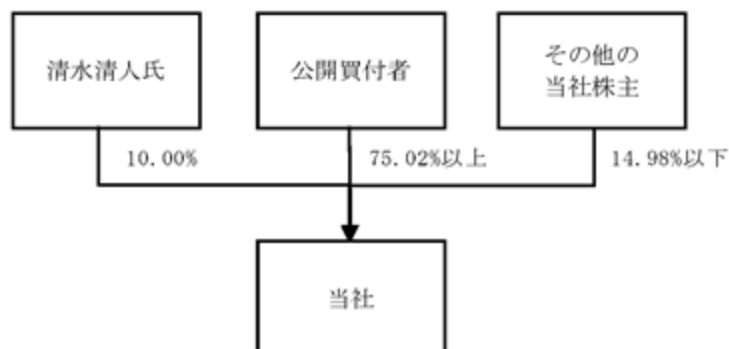 清水清人氏
公開買付者
その他の
当社株主
10.00%
75.02%以上
14.98%以下
当社